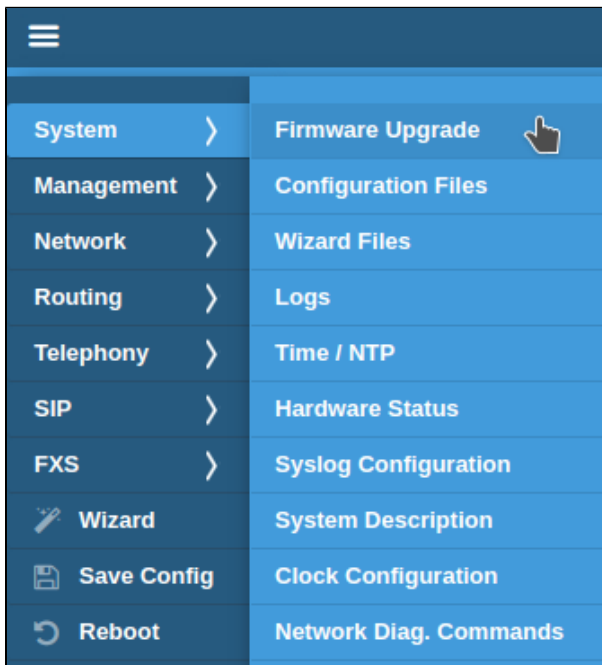 System
Management
Network
Routing
Telephony
SIP
FXS
Wizard
Save Config
Reboot
Firmware Upgrade
Configuration Files
Wizard Files
Logs
Time / NTP
Hardware Status
Syslog Configuration
System Description
Clock Configuration
Network Diag. Commands